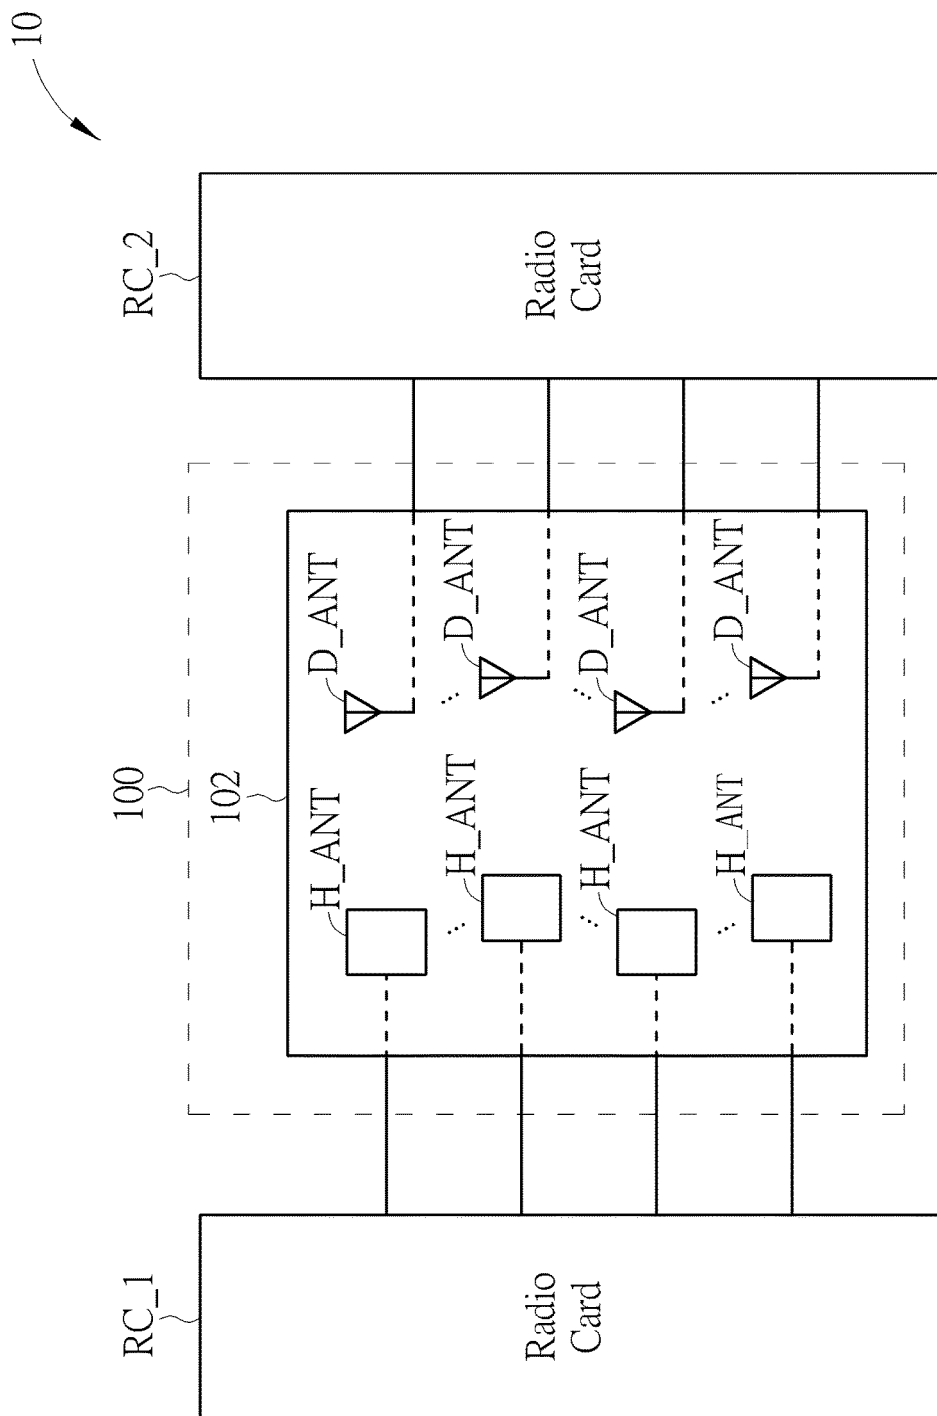 10
RC_1
Radio
Card
100
102
H_ANT
H_ANT
H_ANT
H_ANT
D_ANT
D_ANT
D_ANT
D_ANT
RC_2
Radio
Card